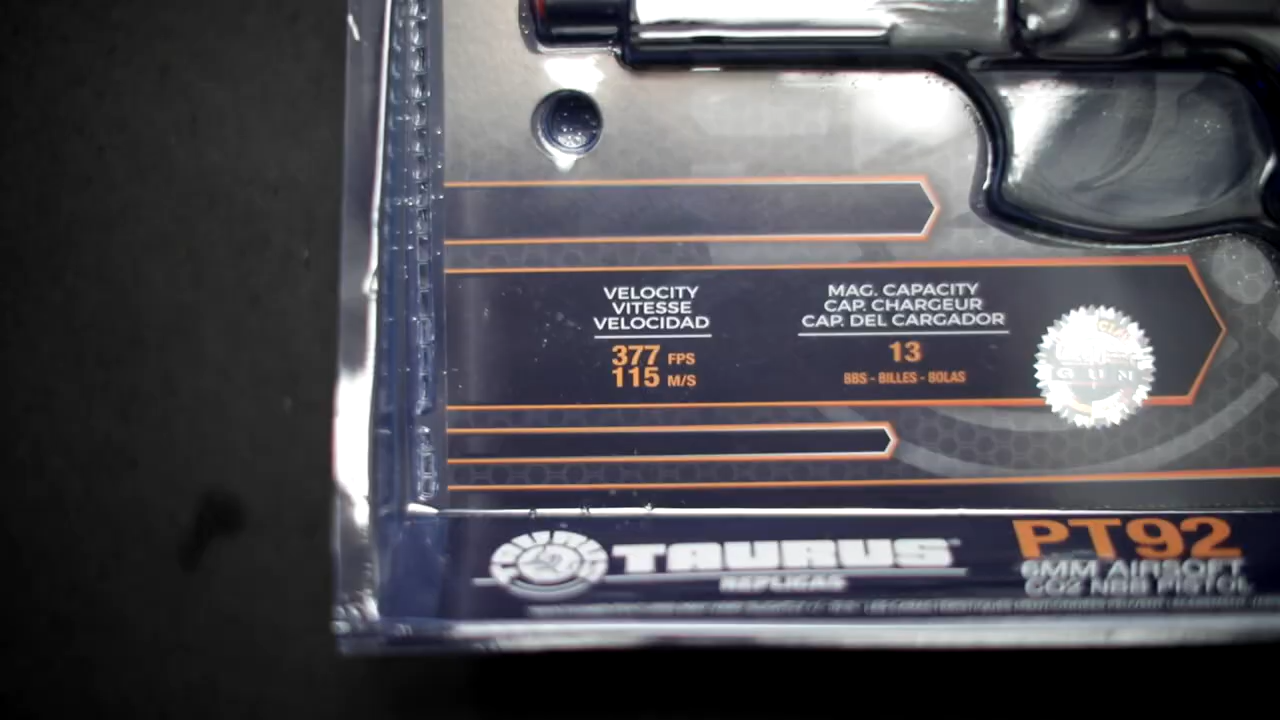 VELOCITY
VITESSE
VELOCIDAD
377 FPS
115 M/S
MAG. CAPACITY
CAP. CHARGEUR
CAP. DEL CARGADOR
13
BBS - BILLES - BOLAS
GUN
TAURUS
REPLICAS
PT92
6MM AIRSOFT
CO2 NBB PISTOL